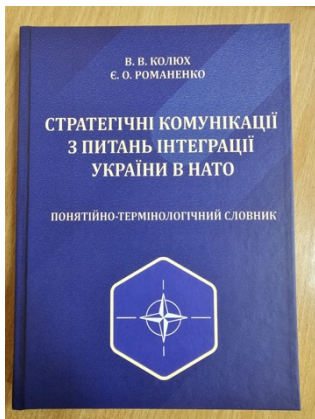 В. В. КОЛЮХ
Є. О. РОМАНЕНКО
СТРАТЕГІЧНІ КОМУНІКАЦІЇ
З ПИТАНЬ ІНТЕГРАЦІЇ
УКРАЇНИ В НАТО
ПОНЯТІЙНО-ТЕРМІНОЛОГІЧНИЙ СЛОВНИК